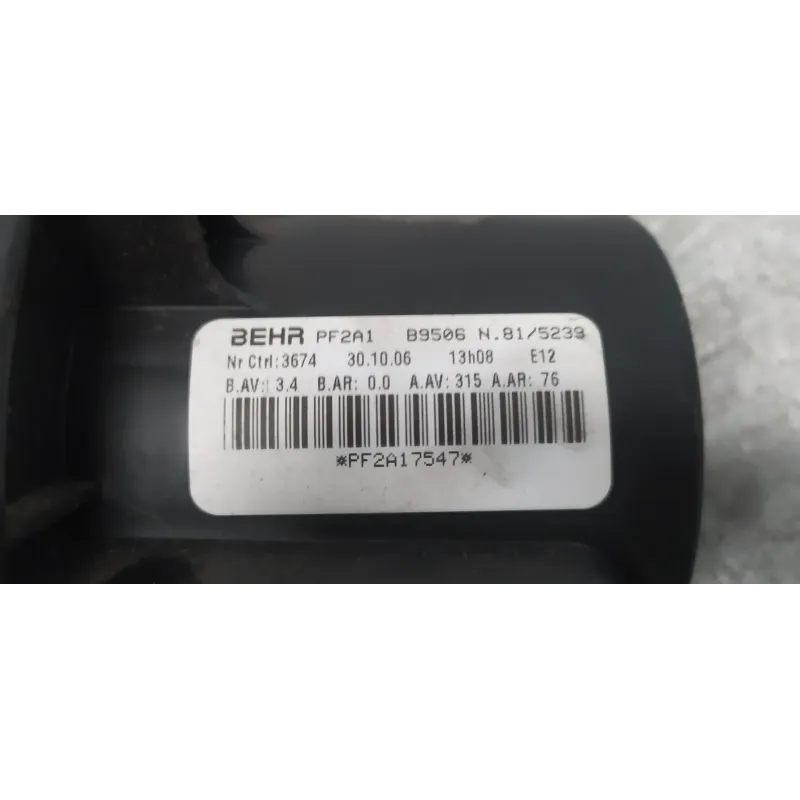 BEHR PF2A1 B9506 N.81/5239
Nr Ctrl:3674 30.10.06 13h08 E12
B.AV: 3.4 B.AR: 0.0 A.AV: 315 A.AR: 76
*PF2A17547*